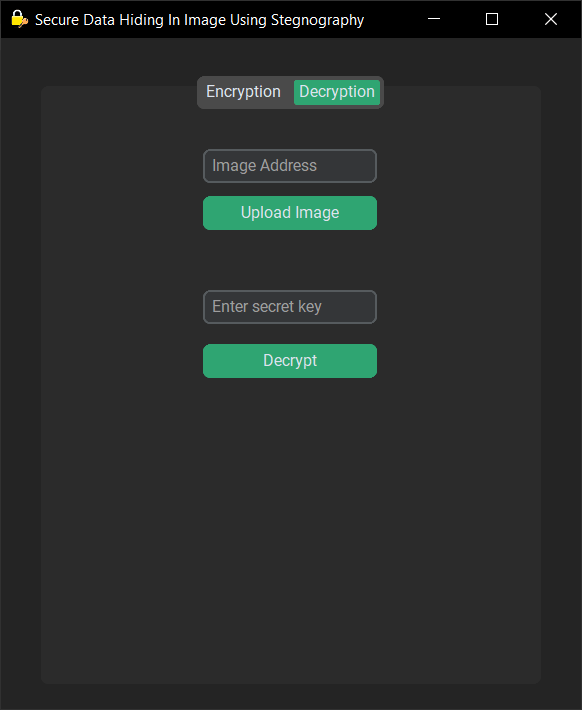 Secure Data Hiding In Image Using Stegnography
Encryption Decryption
Image Address
Upload Image
Enter secret key
Decrypt